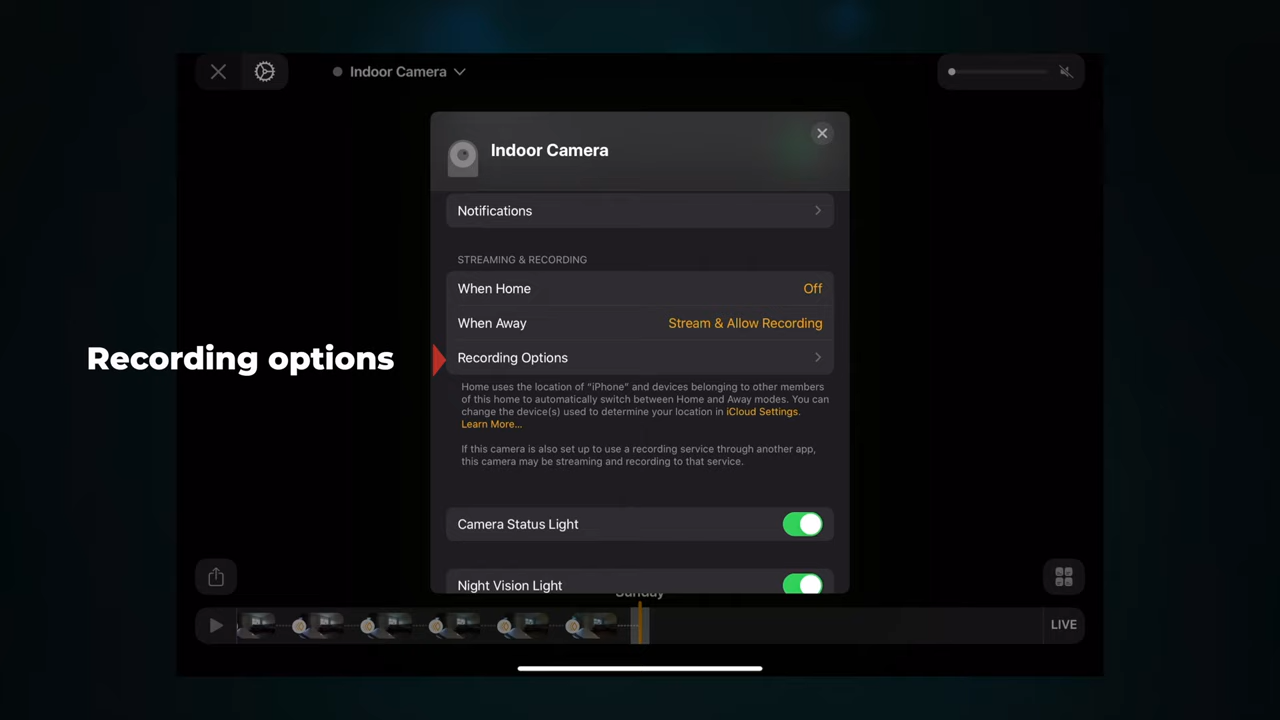 Indoor Camera
Indoor Camera
Notifications
STREAMING & RECORDING
When Home
Off
When Away
Stream & Allow Recording
Recording options
Recording Options
Home uses the location of “iPhone” and devices belonging to other members
of this home to automatically switch between Home and Away modes. You can
change the device(s) used to determine your location in iCloud Settings.
Learn More...
If this camera is also set up to use a recording service through another app,
this camera may be streaming and recording to that service.
Camera Status Light
Night Vision Light
Sunday
LIVE